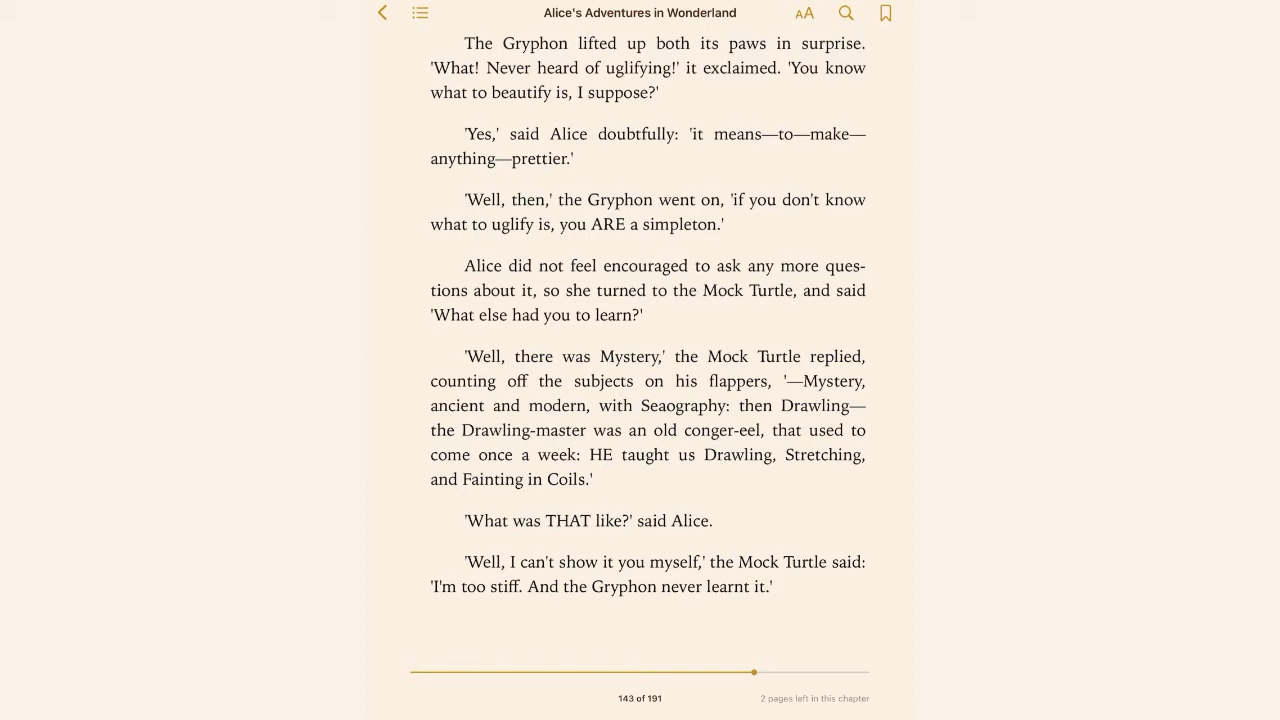 Alice's Adventures in Wonderland
AA
The Gryphon lifted up both its paws in surprise.
'What! Never heard of uglifying!' it exclaimed. 'You know
what to beautify is, I suppose?'
'Yes,' said Alice doubtfully: 'it means—to—make—
anything—prettier.'
'Well, then,' the Gryphon went on, 'if you don't know
what to uglify is, you ARE a simpleton.'
Alice did not feel encouraged to ask any more ques-
tions about it, so she turned to the Mock Turtle, and said
'What else had you to learn?'
'Well, there was Mystery,' the Mock Turtle replied,
counting off the subjects on his flappers, '—Mystery,
ancient and modern, with Seaography: then Drawling—
the Drawling-master was an old conger-eel, that used to
come once a week: HE taught us Drawling, Stretching,
and Fainting in Coils.'
'What was THAT like?' said Alice.
'Well, I can't show it you myself,' the Mock Turtle said:
'I'm too stiff. And the Gryphon never learnt it.'
143 of 191
2 pages left in this chapter